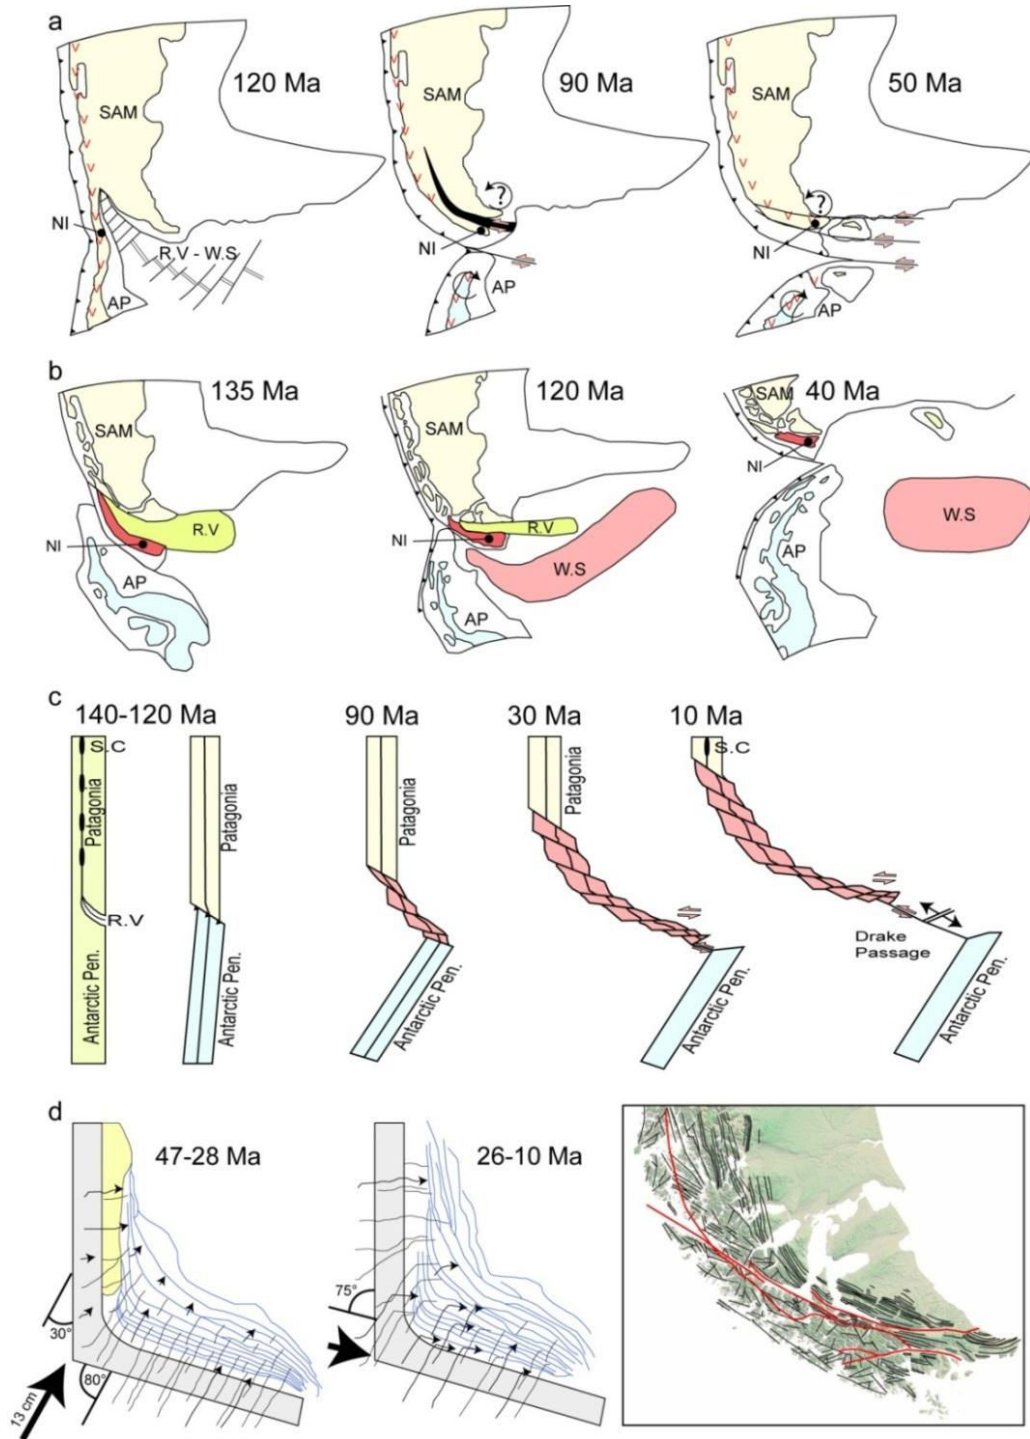 a
120 Ma
90 Ma
50 Ma
SAM
SAM
SAM
?
?
NI
R.V - W.S
NI
NI
AP
AP
AP
b
135 Ma
120 Ma
40 Ma
SAM
SAM
SAM
R.V
R.V
NI
NI
NI
AP
W.S
W.S
AP
AP
c
140-120 Ma
90 Ma
30 Ma
10 Ma
S.C
S.C
Patagonia
Patagonia
Patagonia
Patagonia
R.V
Antarctic Pen.
Antarctic Pen.
Antarctic Pen.
Antarctic Pen.
Drake
Passage
Antarctic Pen.
d
47-28 Ma
26-10 Ma
30°
75°
80°
13 cm